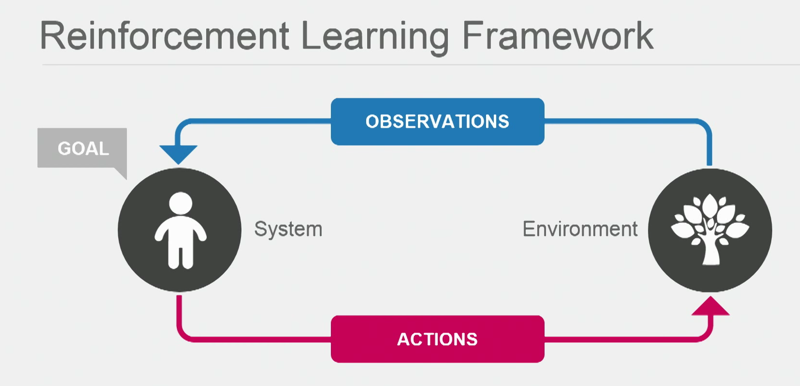 Reinforcement Learning Framework
OBSERVATIONS
GOAL
System
Environment
ACTIONS